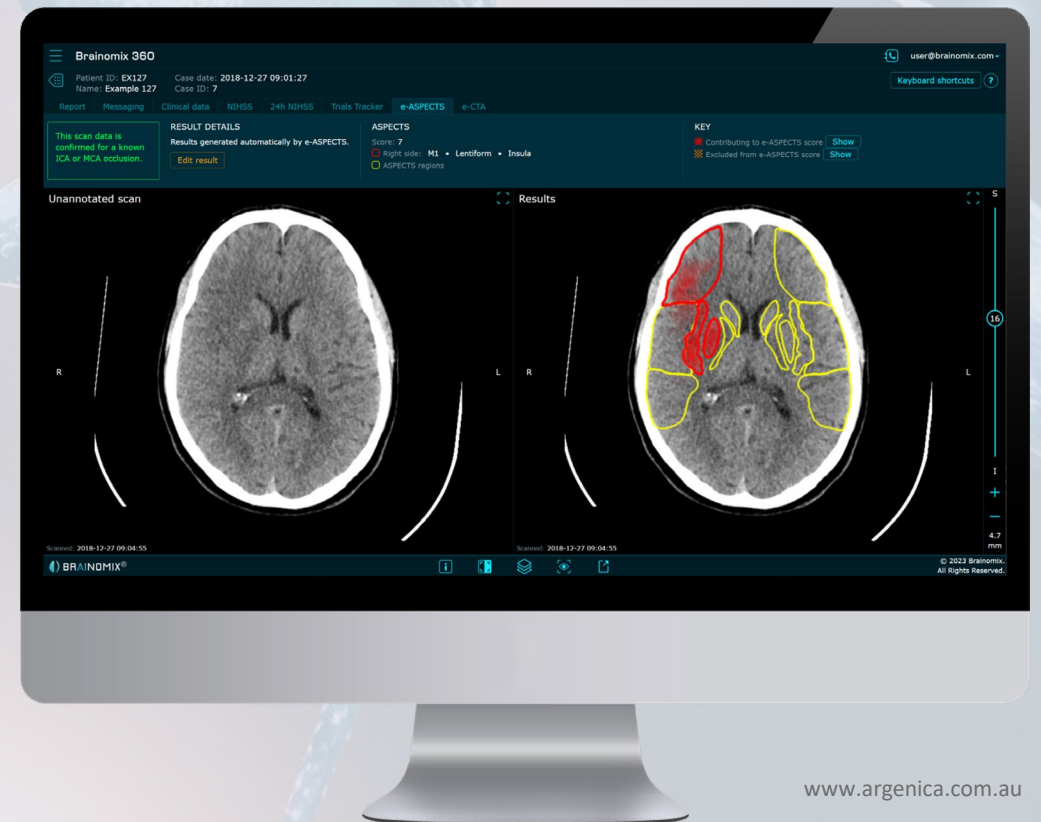 Brainomix 360
user@brainomix.com
Patient ID: EX127 Case date: 2018-12-27 09:01:27
Name: Example 127 Case ID: 7
Keyboard shortcuts ?
Report Messaging Clinical data NIHSS 24h NIHSS Trials Tracker e-ASPECTS e-CTA
This scan data is
confirmed for a known
ICA or MCA occlusion.
RESULT DETAILS
Results generated automatically by e-ASPECTS.
Edit result
ASPECTS
Score: 7
Right side: M1 • Lentiform • Insula
ASPECTS regions
KEY
Contributing to e-ASPECTS score Show
Excluded from e-ASPECTS score Show
Unannotated scan
Results
S
16
R
L
R
L
I
+
−
4.7
mm
Scanned: 2018-12-27 09:04:55
Scanned: 2018-12-27 09:04:55
BRAINOMIX®
i
© 2023 Brainomix.
All Rights Reserved.
www.argenica.com.au